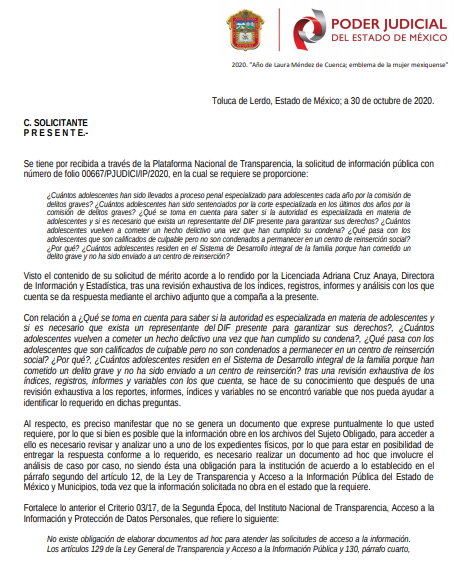 PODER JUDICIAL
DEL ESTADO DE MÉXICO
2020. "Año de Laura Méndez de Cuenca; emblema de la mujer mexiquense"
Toluca de Lerdo, Estado de México; a 30 de octubre de 2020.
C. SOLICITANTE
P R E S E N T E.-
Se tiene por recibida a través de la Plataforma Nacional de Transparencia, la solicitud de información pública con
número de folio 00667/PJUDICI/IP/2020, en la cual se requiere se proporcione:
¿Cuántos adolescentes han sido llevados a proceso penal especializado para adolescentes cada año por la comisión de
delitos graves? ¿Cuántos adolescentes han sido sentenciados por la corte especializada en los últimos dos años por la
comisión de delitos graves? ¿Qué se toma en cuenta para saber si la autoridad es especializada en materia de adolescentes
y si es necesario que exista un representante del DIF presente para garantizar sus derechos? ¿Cuántos adolescentes
vuelven a cometer un hecho delictivo una vez que han cumplido su condena? ¿Qué pasa con los
adolescentes que son calificados de culpable pero no son condenados a permanecer en un centro de reinserción social?
¿Por qué? ¿Cuántos adolescentes residen en el Sistema de Desarrollo integral de la familia porque han cometido un
delito grave y no ha sido enviado a un centro de reinserción?
Visto el contenido de su solicitud de mérito acorde a lo rendido por la Licenciada Adriana Cruz Anaya, Directora
de Información y Estadística, tras una revisión exhaustiva de los índices, registros, informes y análisis con los que
cuenta se da respuesta mediante el archivo adjunto que a compaña a la presente.
Con relación a ¿Qué se toma en cuenta para saber si la autoridad es especializada en materia de adolescentes y
si es necesario que exista un representante del DIF presente para garantizar sus derechos?, ¿Cuántos
adolescentes vuelven a cometer un hecho delictivo una vez que han cumplido su condena?, ¿Qué pasa con los
adolescentes que son calificados de culpable pero no son condenados a permanecer en un centro de reinserción
social? ¿Por qué?, ¿Cuántos adolescentes residen en el Sistema de Desarrollo integral de la familia porque han
cometido un delito grave y no ha sido enviado a un centro de reinserción? tras una revisión exhaustiva de los
índices, registros, informes y variables con los que cuenta, se hace de su conocimiento que después de una
revisión exhaustiva a los reportes, informes, índices y variables no se encontró variable que nos pueda ayudar a
identificar lo requerido en dichas preguntas.
Al respecto, es preciso manifestar que no se genera un documento que exprese puntualmente lo que usted
requiere, por lo que si bien es posible que la información obre en los archivos del Sujeto Obligado, para acceder
a ello es necesario revisar y analizar uno a uno de los expedientes físicos, por lo que para estar en posibilidad de
entregar la respuesta conforme a lo requerido, es necesario realizar un documento ad hoc que involucre el
análisis de caso por caso, no siendo ésta una obligación para la institución de acuerdo a lo establecido en el
párrafo segundo del artículo 12, de la Ley de Transparencia y Acceso a la Información Pública del Estado de
México y Municipios, toda vez que la información solicitada no obra en el estado que la requiere.
Fortalece lo anterior el Criterio 03/17, de la Segunda Época, del Instituto Nacional de Transparencia, Acceso a la
Información y Protección de Datos Personales, que refiere lo siguiente:
No existe obligación de elaborar documentos ad hoc para atender las solicitudes de acceso a la información.
Los artículos 129 de la Ley General de Transparencia y Acceso a la Información Pública y 130, párrafo cuarto,